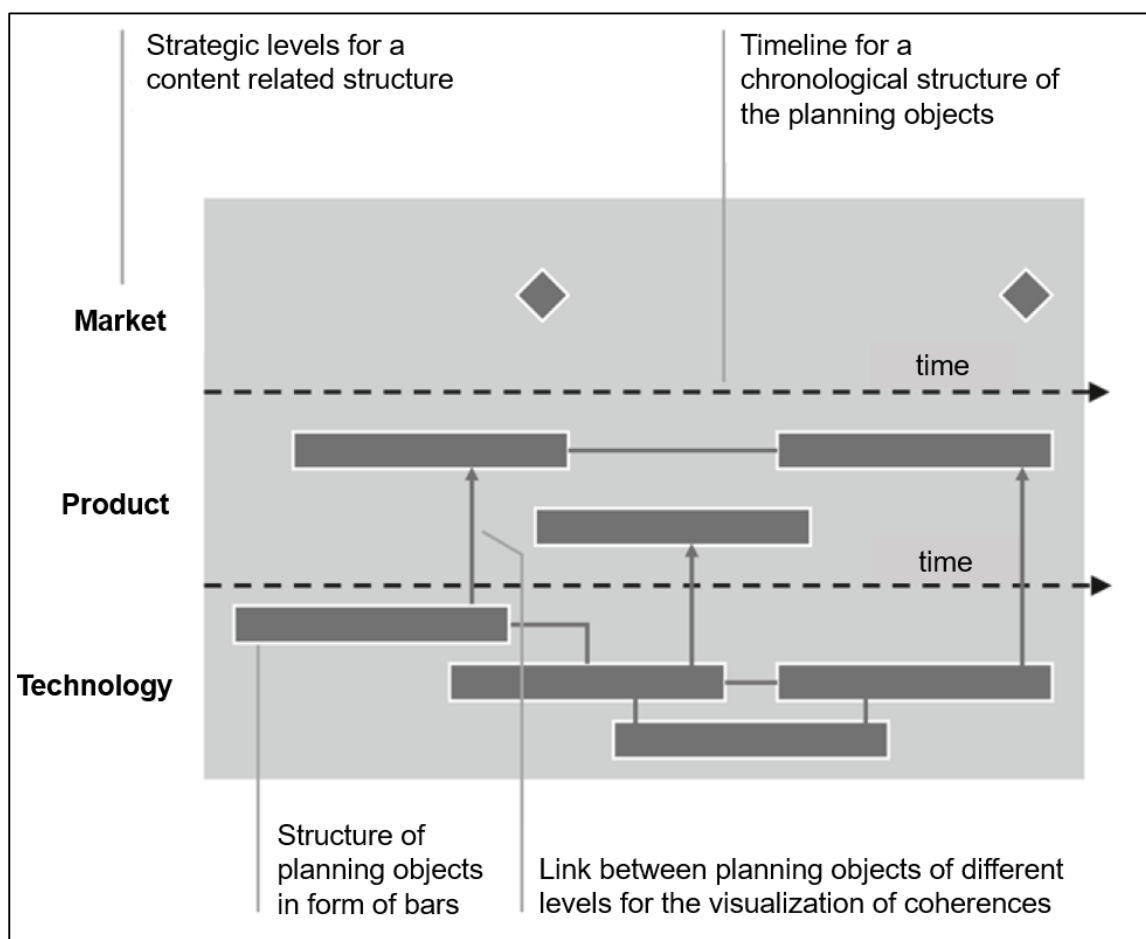 Strategic levels for a
content related structure
Timeline for a
chronological structure of
the planning objects
Market
time
Product
time
Technology
Structure of
planning objects
in form of bars
Link between planning objects of different
levels for the visualization of coherences